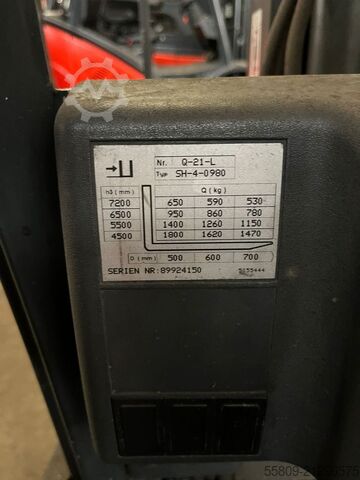 Nr. Q-21-L
Typ SH-4-0980
h3 (mm) Q (kg)
7200 650 590 530
6500 950 860 780
5500 1400 1260 1150
4500 1800 1620 1470
D (mm) 500 600 700
SERIEN NR:89924150 5155444